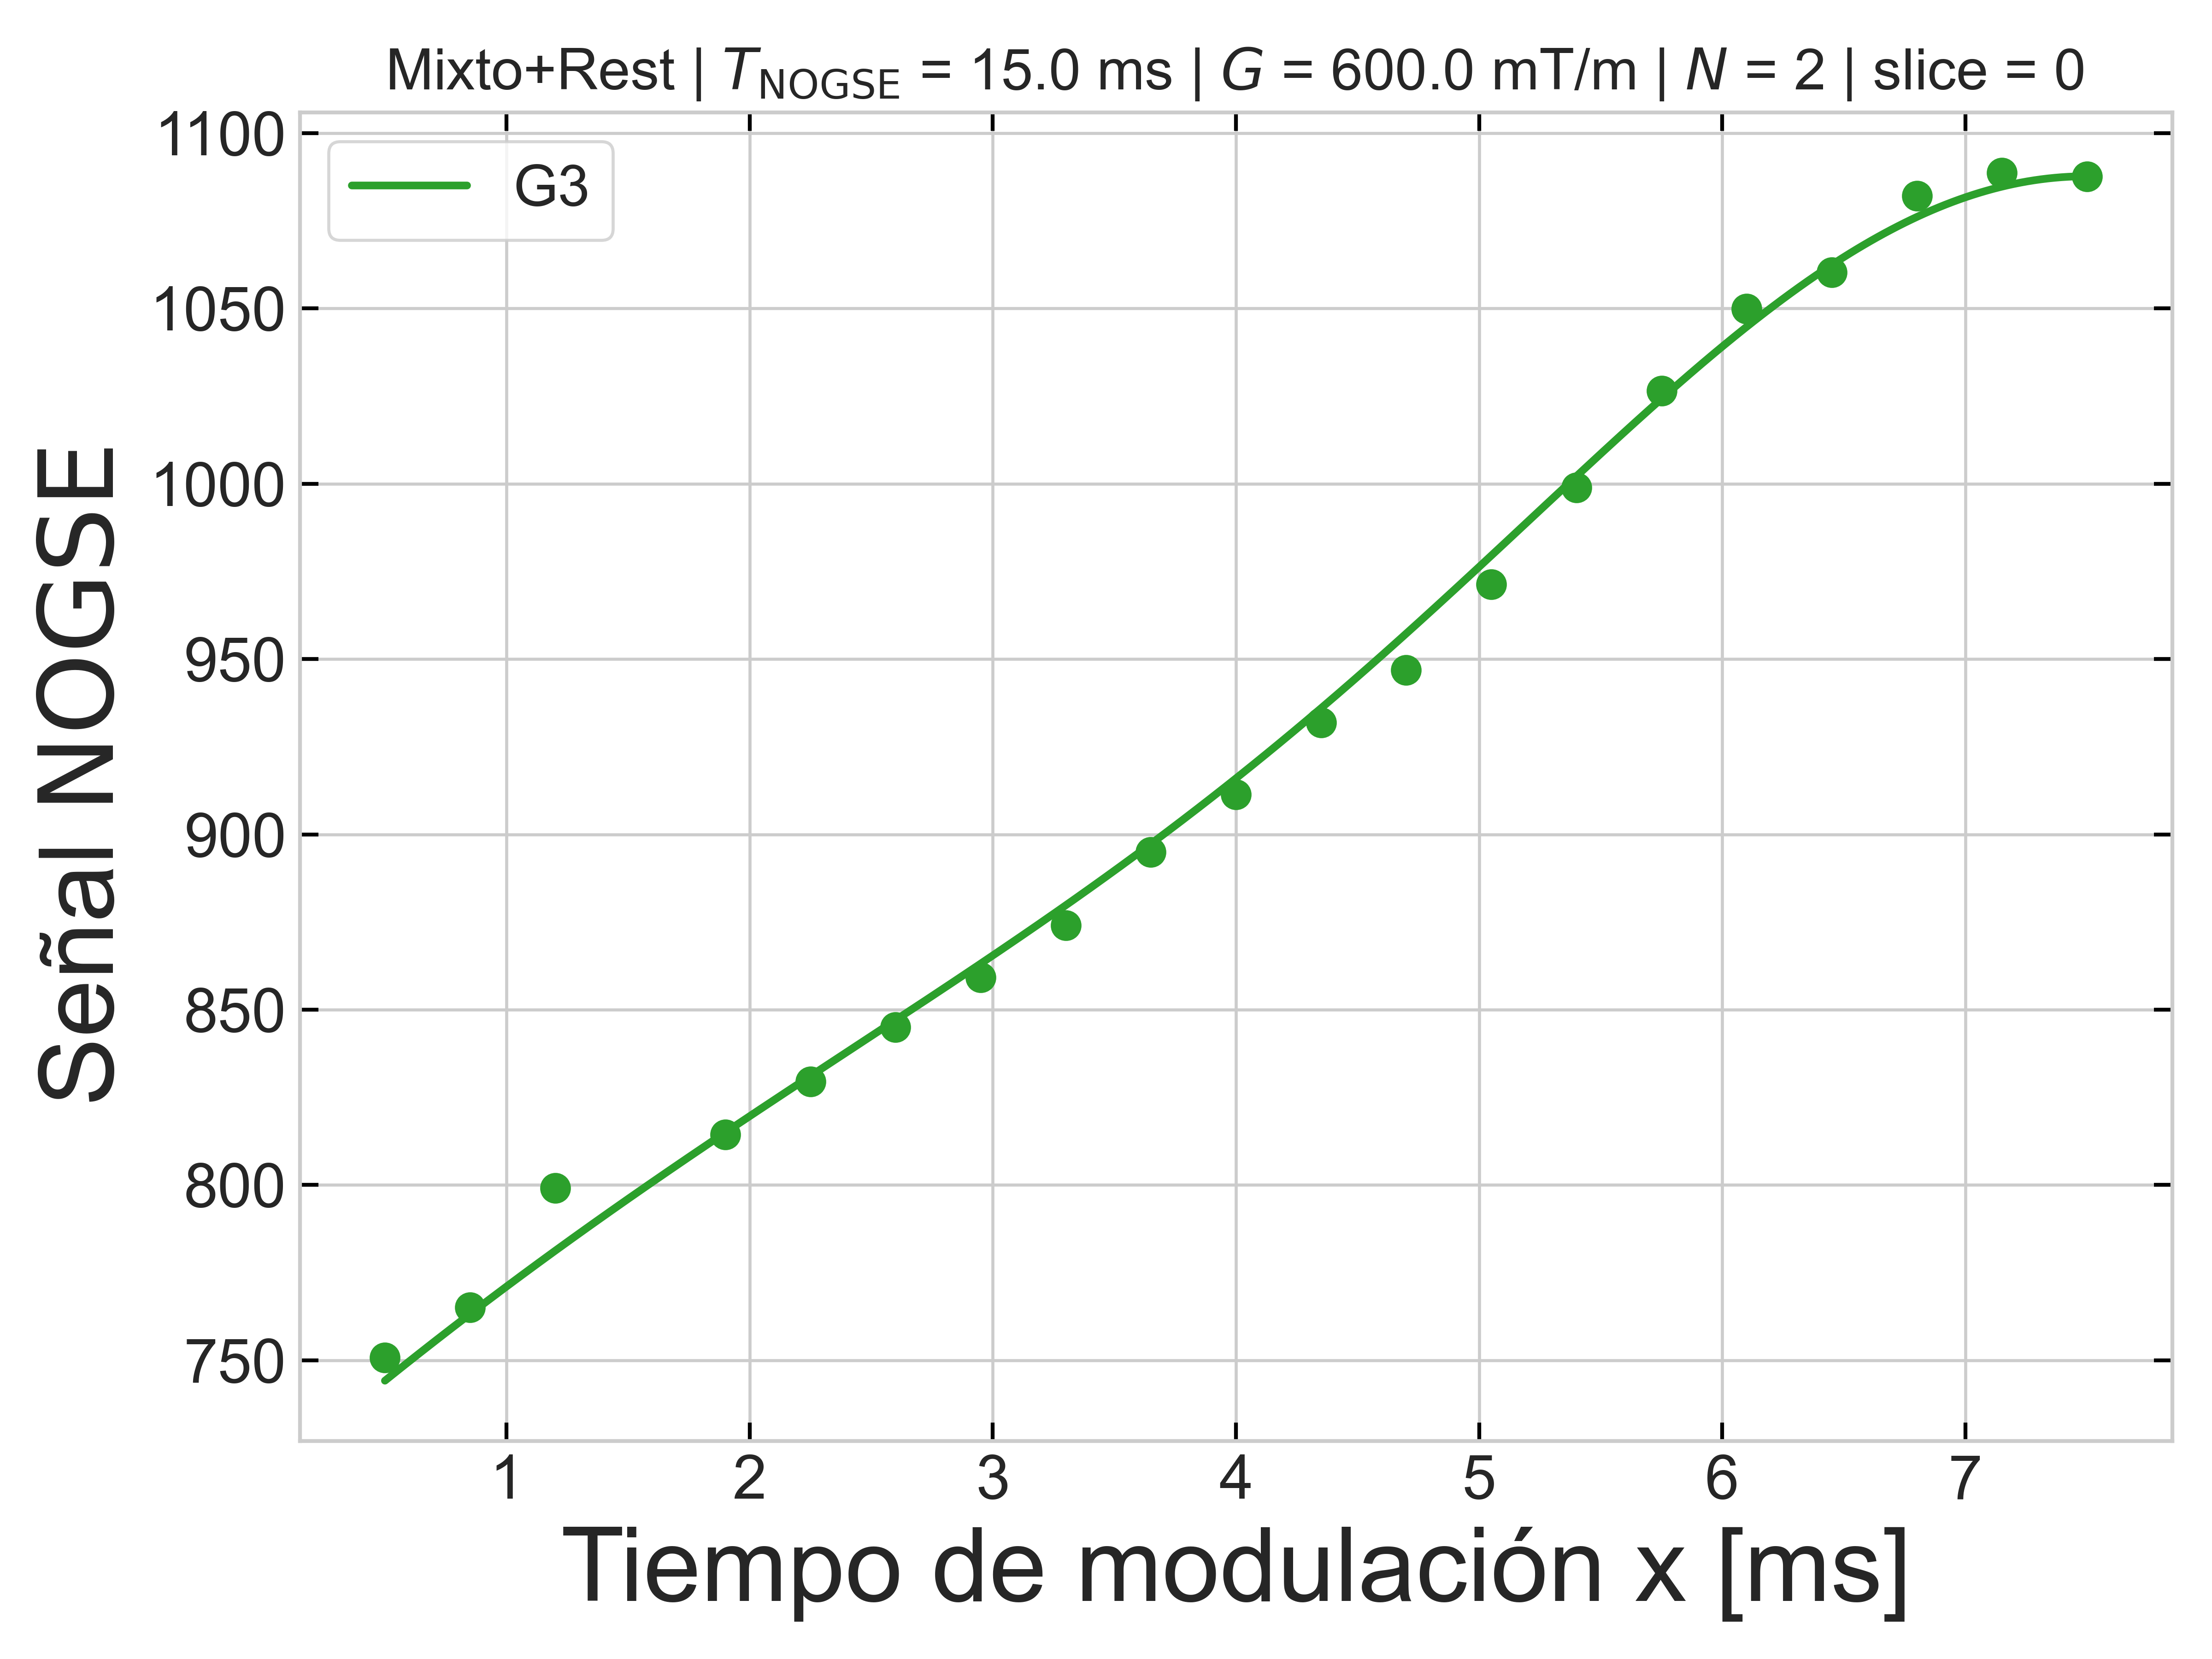 Mixto+Rest | T_NOGSE = 15.0 ms | G = 600.0 mT/m | N = 2 | slice = 0
G3
1100
1050
1000
950
900
850
800
750
Señal NOGSE
1 2 3 4 5 6 7
Tiempo de modulación x [ms]